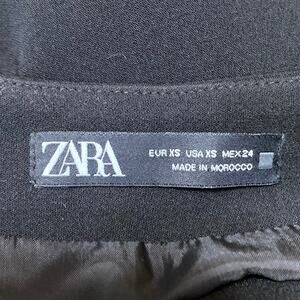 ZARA
EUR XS USA XS MEX 24
MADE IN MOROCCO